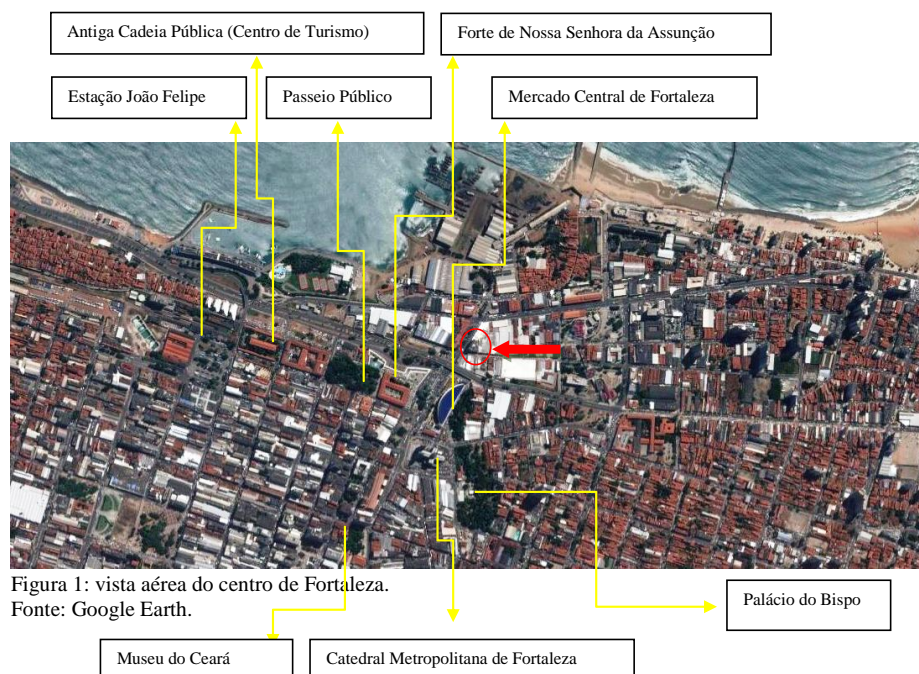 Antiga Cadeia Pública (Centro de Turismo)
Forte de Nossa Senhora da Assunção
Estação João Felipe
Passeio Público
Mercado Central de Fortaleza
Figura 1: vista aérea do centro de Fortaleza.
Fonte: Google Earth.
Palácio do Bispo
Museu do Ceará
Catedral Metropolitana de Fortaleza